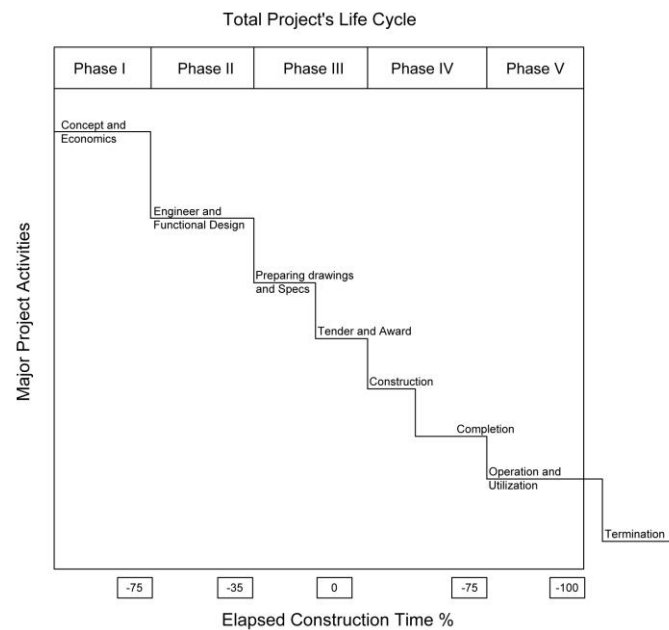 Total Project's Life Cycle
Phase I
Phase II
Phase III
Phase IV
Phase V
Concept and
Economics
Engineer and
Functional Design
Preparing drawings
and Specs
Tender and Award
Construction
Completion
Operation and
Utilization
Termination
Major Project Activities
-75
-35
0
-75
-100
Elapsed Construction Time %